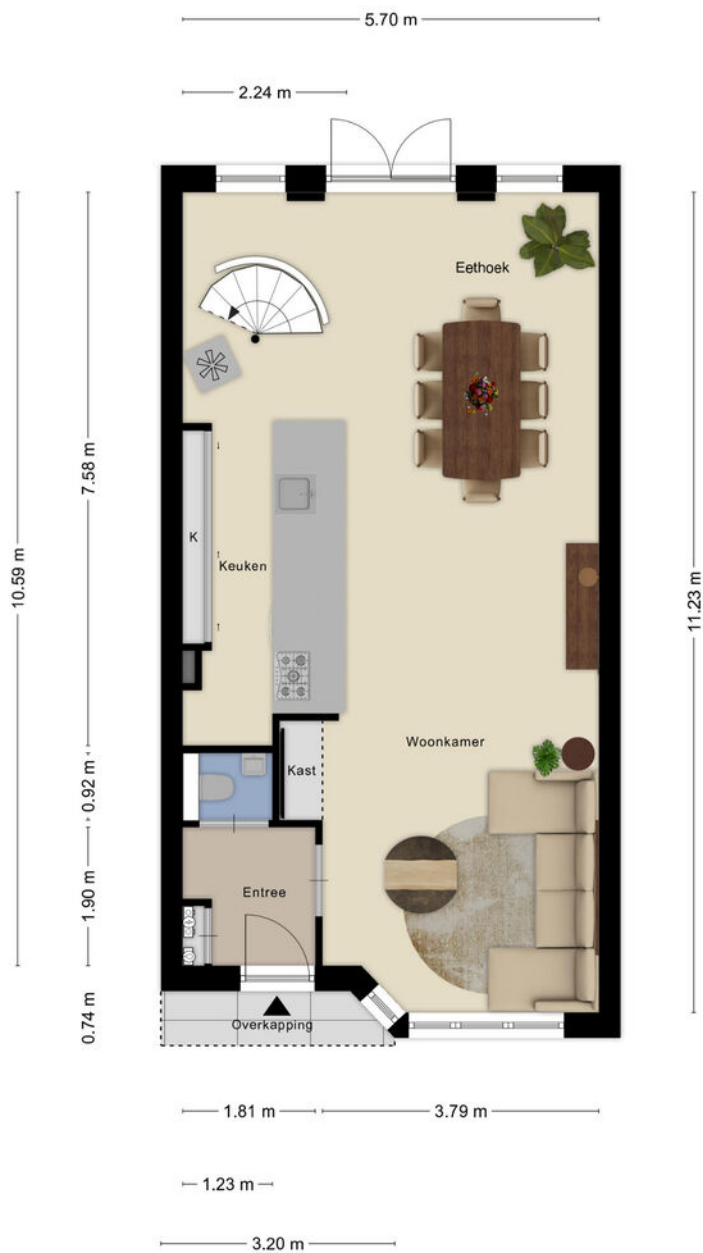 5.70 m
2.24 m
Eethoek
7.58 m
10.59 m
11.23 m
K
Keuken
Woonkamer
Kast
0.92 m
1.90 m
Entree
0.74 m
Overkapping
1.81 m
3.79 m
1.23 m
3.20 m